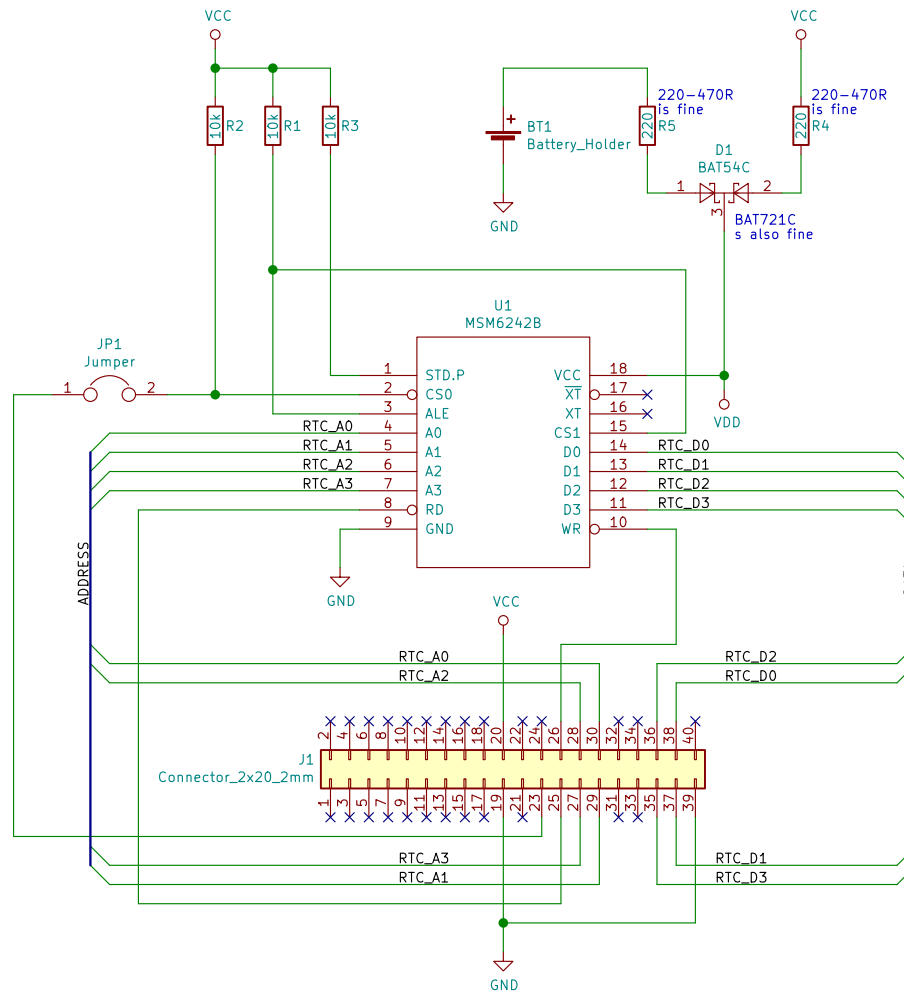 VCC
VCC
10k R2
10k R1
10k R3
BT1
Battery_Holder
+
220-470R
is fine
220 R5
220-470R
is fine
220 R4
D1
BAT54C
1
2
3
BAT721C
s also fine
GND
U1
MSM6242B
JP1
Jumper
1
2
1 STD.P
2 CS0
3 ALE
RTC_A0 4 A0
RTC_A1 5 A1
RTC_A2 6 A2
RTC_A3 7 A3
8 RD
9 GND
VCC 18
XT 17
XT 16
CS1 15
D0 14 RTC_D0
D1 13 RTC_D1
D2 12 RTC_D2
D3 11 RTC_D3
WR 10
VDD
ADDRESS
GND
VCC
RTC_A0
RTC_A2
RTC_D2
RTC_D0
2 4 6 8 10 12 14 16 18 20 22 24 26 28 30 32 34 36 38 40
J1
Connector_2x20_2mm
1 3 5 7 9 11 13 15 17 19 21 23 25 27 29 31 33 35 37 39
RTC_A3
RTC_A1
RTC_D1
RTC_D3
GND